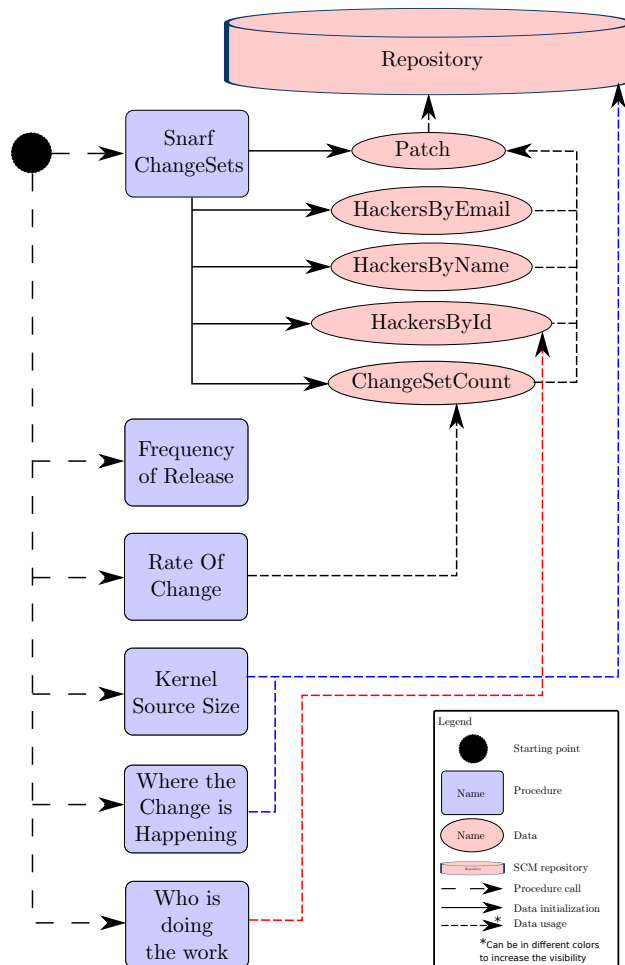 Repository
Snarf
ChangeSets
Patch
HackersByEmail
HackersByName
HackersById
ChangeSetCount
Frequency
of Release
Rate Of
Change
Kernel
Source Size
Where the
Change is
Happening
Who is
doing
the work
Legend
Starting point
Name
Procedure
Name
Data
Repository
SCM repository
Procedure call
Data initialization
* Data usage
*Can be in different colors
to increase the visibility